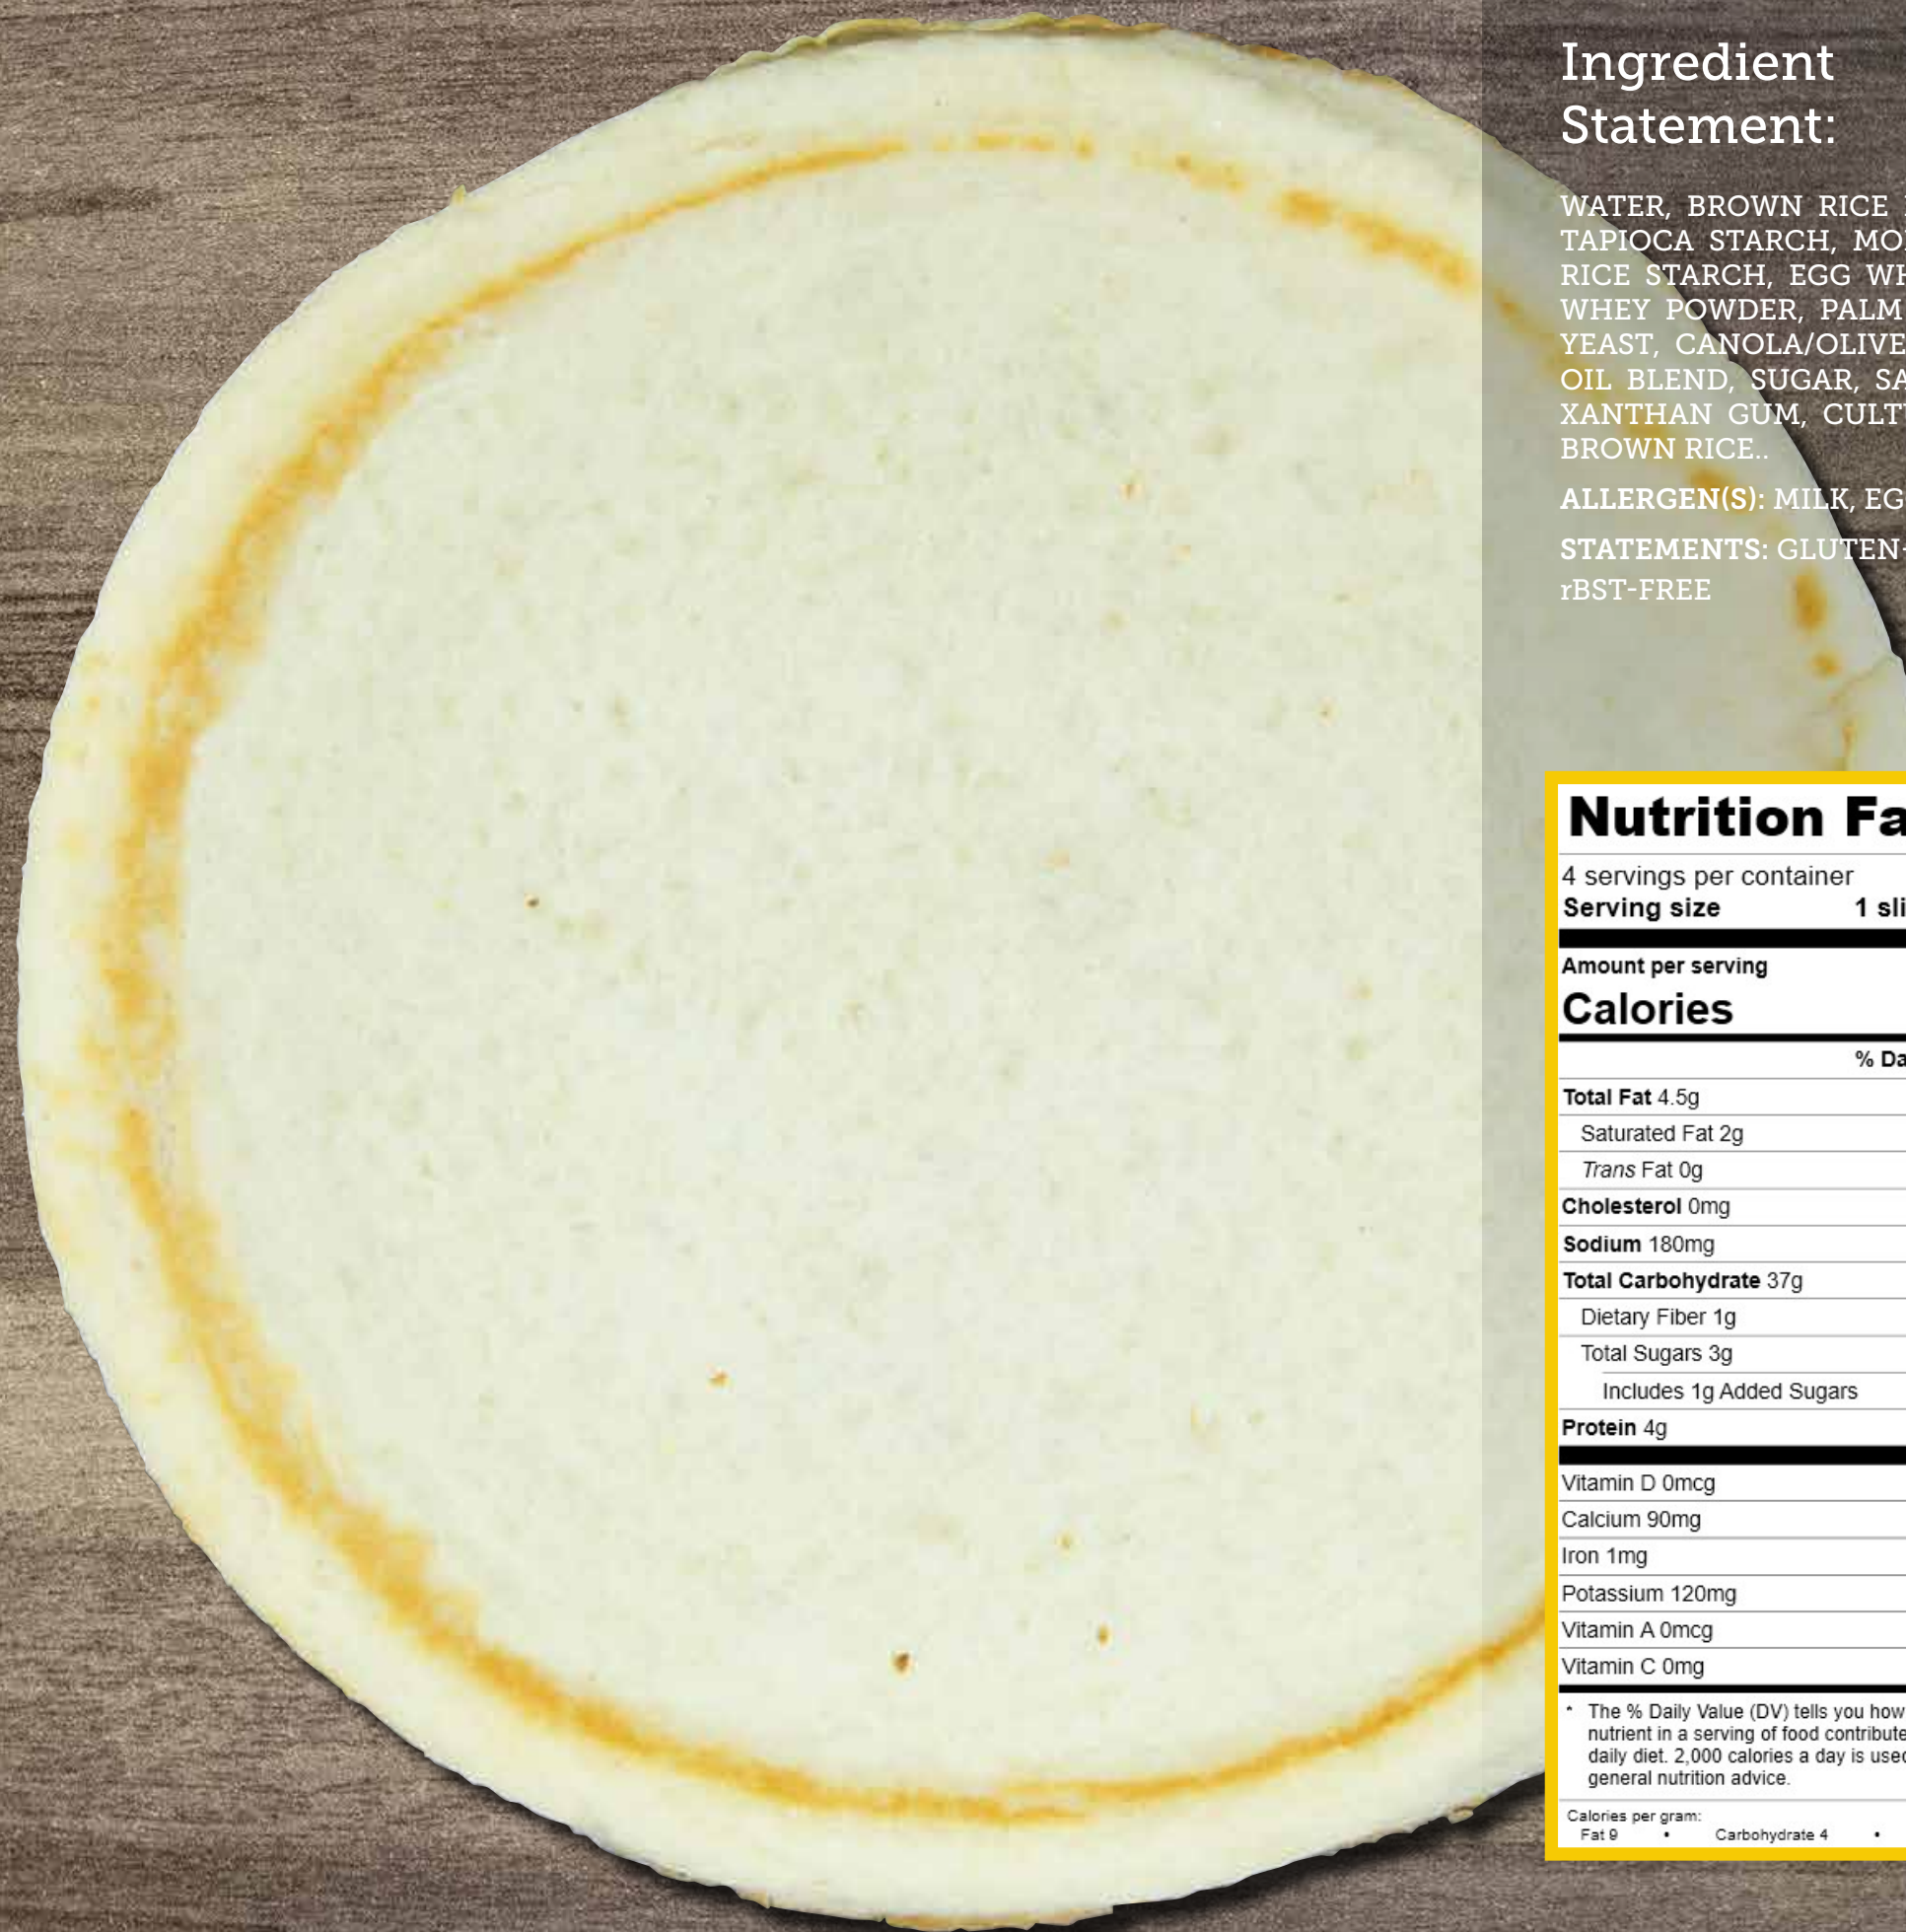 Ingredient
Statement:
WATER, BROWN RICE
TAPIOCA STARCH,
RICE STARCH, EGG
WHEY POWDER, PALM
YEAST, CANOLA/OLIVE
OIL BLEND, SUGAR,
XANTHAN GUM,
BROWN RICE..
ALLERGEN(S): MILK,
STATEMENTS:
rBST-FREE
Nutrition
4 servings per container
Serving size 1
Amount per serving
Calories
%
Total Fat 4.5g
Saturated Fat 2g
Trans Fat 0g
Cholesterol 0mg
Sodium 180mg
Total Carbohydrate 37g
Dietary Fiber 1g
Total Sugars 3g
Includes 1g Added Sugars
Protein 4g
Vitamin D 0mcg
Calcium 90mg
Iron 1mg
Potassium 120mg
Vitamin A 0mcg
Vitamin C 0mg
* The % Daily Value (DV) tells you how
nutrient in a serving of food
daily diet. 2,000 calories a day is
general nutrition advice.
Calories per gram:
Fat 9 • Carbohydrate 4 •